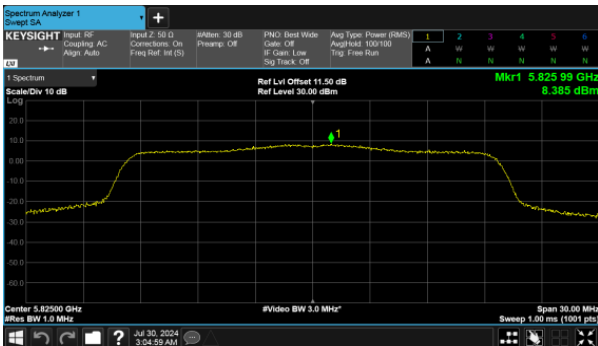 Spectrum Analyzer 1
Swept SA
+
KEYSIGHT
Input: RF
Coupling: AC
Align: Auto
Input Z: 50 Ω
Corrections: On
Freq Ref: Int (S)
#Atten: 30 dB
Preamp: Off
PNO: Best Wide
Gate: Off
IF Gain: Low
Sig Track: Off
Avg Type: Power (RMS)
Avg|Hold: 100/100
Trig: Free Run
1 2 3 4 5 6
A W W W W W
A N N N N N
LXI
1 Spectrum
Scale/Div 10 dB
Ref Lvl Offset 11.50 dB
Ref Level 30.00 dBm
Mkr1 5.825 99 GHz
8.385 dBm
Log
1
20.0
10.0
0.00
-10.0
-20.0
-30.0
-40.0
-50.0
-60.0
Center 5.82500 GHz
#Res BW 1.0 MHz
#Video BW 3.0 MHz*
Span 30.00 MHz
Sweep 1.00 ms (1001 pts)
?
Jul 30, 2024
3:04:59 AM